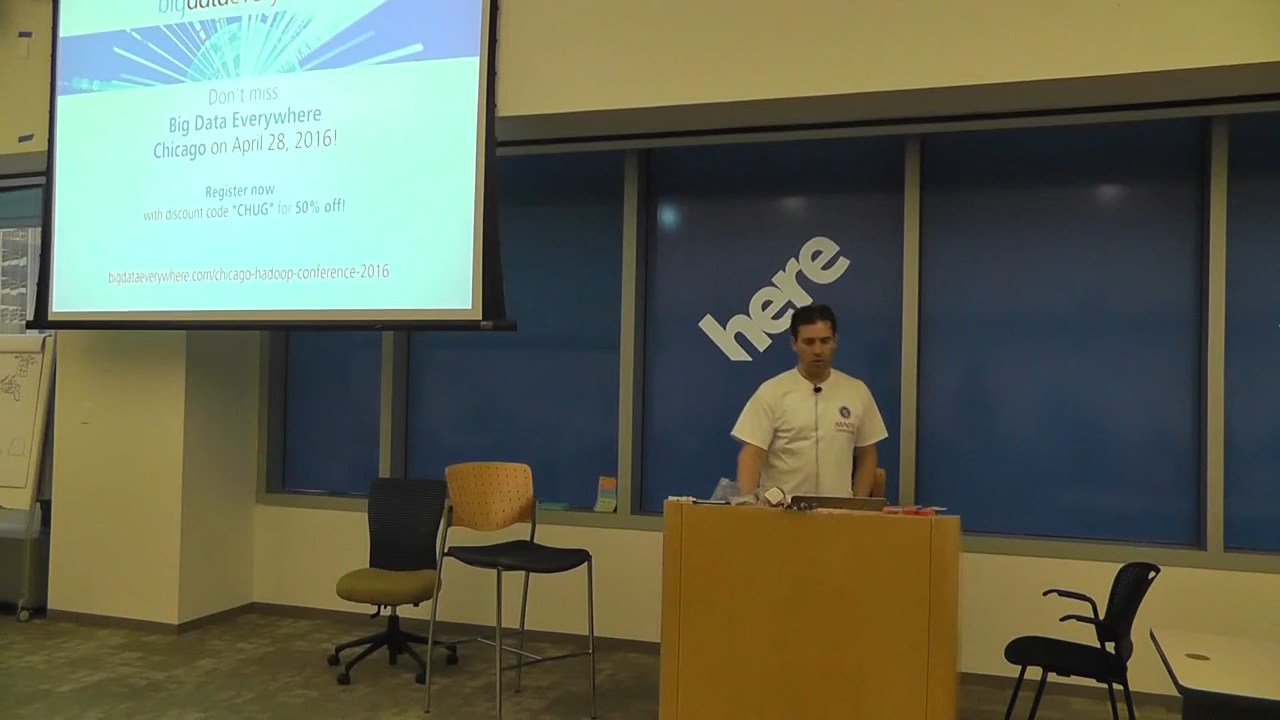 Don't miss
Big Data Everywhere
Chicago on April 28, 2016!
Register now
with discount code "CHUG" for 50% off!
bigdataeverywhere.com/chicago-hadoop-conference-2016
here